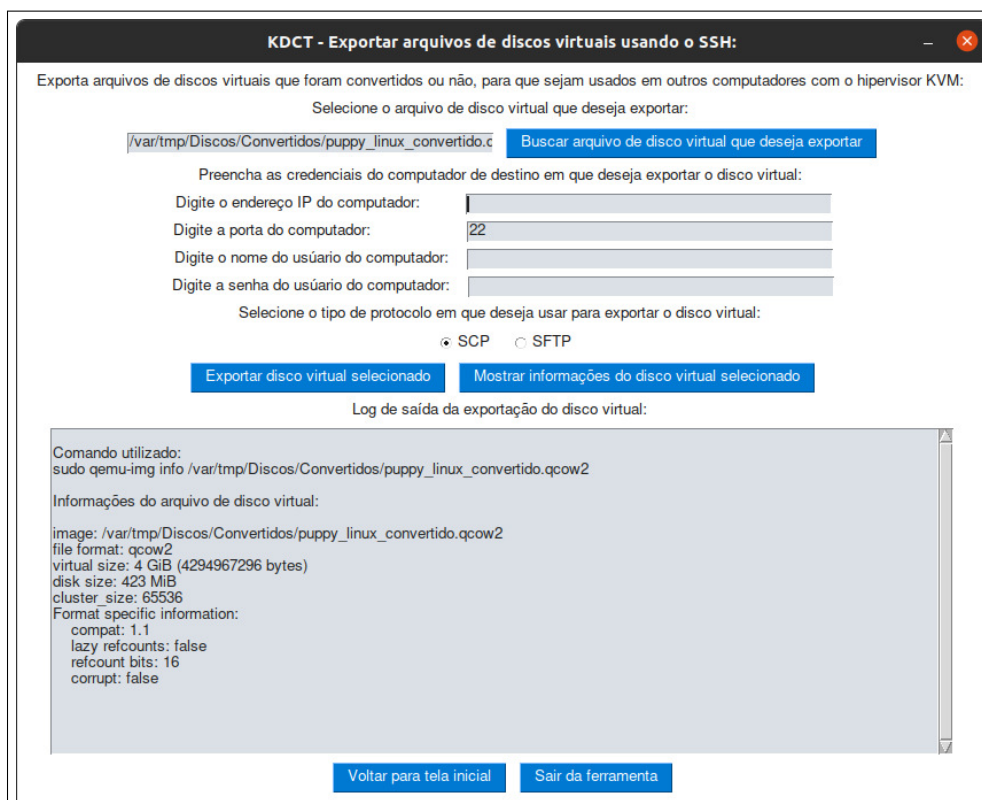 KDCT - Exportar arquivos de discos virtuais usando o SSH:
Exporta arquivos de discos virtuais que foram convertidos ou não, para que sejam usados em outros computadores com o hipervisor KVM:
Selecione o arquivo de disco virtual que deseja exportar:
/var/tmp/Discos/Convertidos/puppy_linux_convertido.q Buscar arquivo de disco virtual que deseja exportar
Preencha as credenciais do computador de destino em que deseja exportar o disco virtual:
Digite o endereço IP do computador:
Digite a porta do computador: 22
Digite o nome do usúario do computador:
Digite a senha do usúario do computador:
Selecione o tipo de protocolo em que deseja usar para exportar o disco virtual:
SCP SFTP
Exportar disco virtual selecionado Mostrar informações do disco virtual selecionado
Log de saída da exportação do disco virtual:
Comando utilizado:
sudo qemu-img info /var/tmp/Discos/Convertidos/puppy_linux_convertido.qcow2
Informações do arquivo de disco virtual:
image: /var/tmp/Discos/Convertidos/puppy_linux_convertido.qcow2
file format: qcow2
virtual size: 4 GiB (4294967296 bytes)
disk size: 423 MiB
cluster_size: 65536
Format specific information:
compat: 1.1
lazy refcounts: false
refcount bits: 16
corrupt: false
Voltar para tela inicial Sair da ferramenta